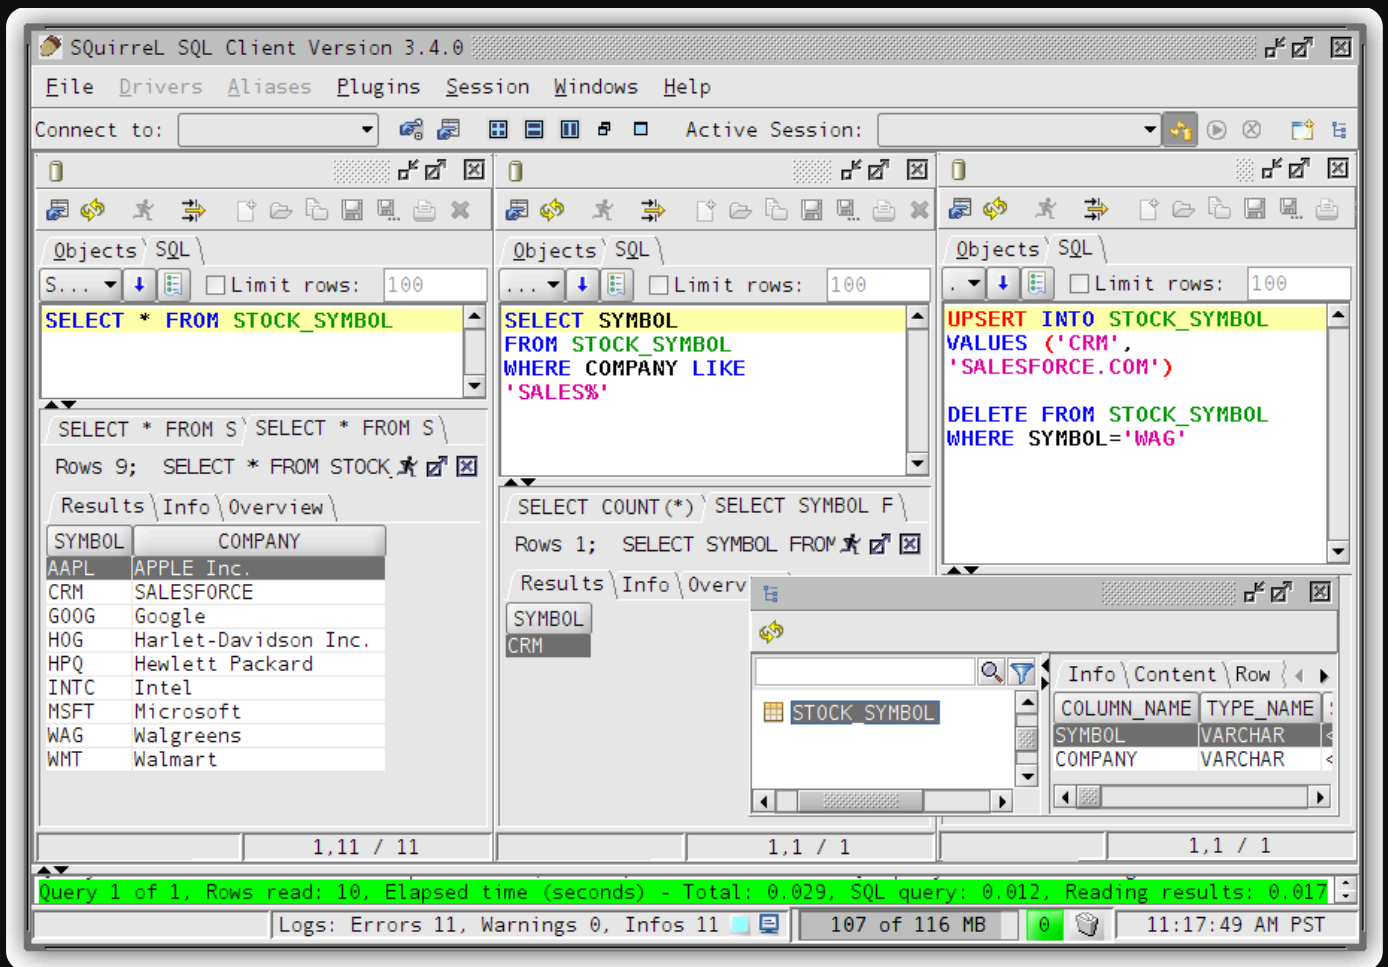 SQuirreL SQL Client Version 3.4.0
File Drivers Aliases Plugins Session Windows Help
Connect to: Active Session:
Objects SQL
S... Limit rows: 100
SELECT * FROM STOCK_SYMBOL
SELECT * FROM S SELECT * FROM S
Rows 9; SELECT * FROM STOCK
Results Info Overview
SYMBOL COMPANY
AAPL APPLE Inc.
CRM SALESFORCE
GOOG Google
HOG Harlet-Davidson Inc.
HPQ Hewlett Packard
INTC Intel
MSFT Microsoft
WAG Walgreens
WMT Walmart
1,11 / 11
Objects SQL
... Limit rows: 100
SELECT SYMBOL
FROM STOCK_SYMBOL
WHERE COMPANY LIKE
'SALES%'
SELECT COUNT(*) SELECT SYMBOL F
Rows 1; SELECT SYMBOL FROM
Results Info Overv
SYMBOL
CRM
1,1 / 1
Objects SQL
. Limit rows: 100
UPSERT INTO STOCK_SYMBOL
VALUES ('CRM',
'SALESFORCE.COM')
DELETE FROM STOCK_SYMBOL
WHERE SYMBOL='WAG'
STOCK_SYMBOL
Info Content Row
COLUMN_NAME TYPE_NAME
SYMBOL VARCHAR <
COMPANY VARCHAR <
1,1 / 1
Query 1 of 1, Rows read: 10, Elapsed time (seconds) - Total: 0.029, SQL query: 0.012, Reading results: 0.017
Logs: Errors 11, Warnings 0, Infos 11 107 of 116 MB 0 11:17:49 AM PST